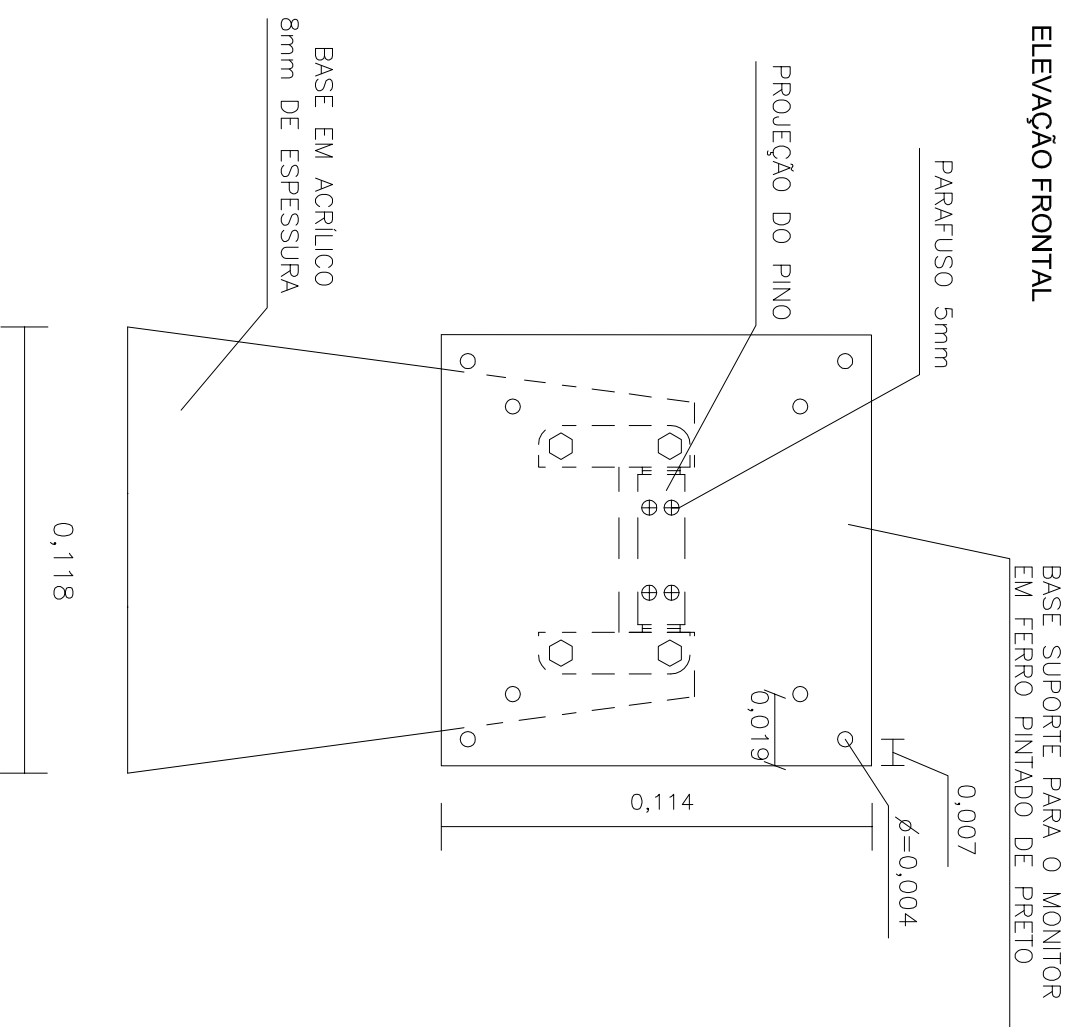 ELEVAÇÃO FRONTAL
BASE SUPORTE PARA O MONITOR
EM FERRO PINTADO DE PRETO
PARAFUSO 5mm
0,007
Ø=0,004
PROJEÇÃO DO PINO
0,019
0,114
BASE EM ACRÍLICO
8mm DE ESPESSURA
0,118